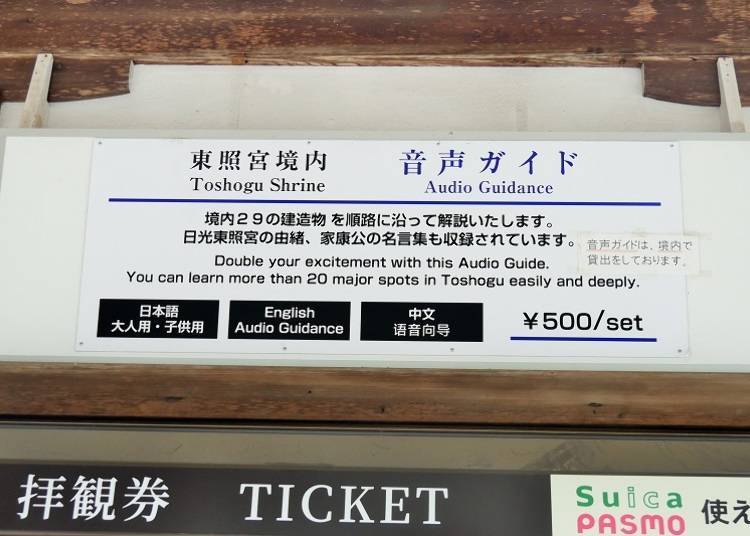 東照宮境内 音声ガイド
Toshogu Shrine Audio Guidance
境内29の建造物 を順路に沿って解説いたします。
日光東照宮の由緒、家康公の名言集も収録されています。
音声ガイドは、境内で
貸出をしております。
Double your excitement with this Audio Guide.
You can learn more than 20 major spots in Toshogu easily and deeply.
日本語
大人用・子供用
English
Audio Guidance
中文
语音向导
¥500/set
拝観券 TICKET
Suica
PASMO
使え